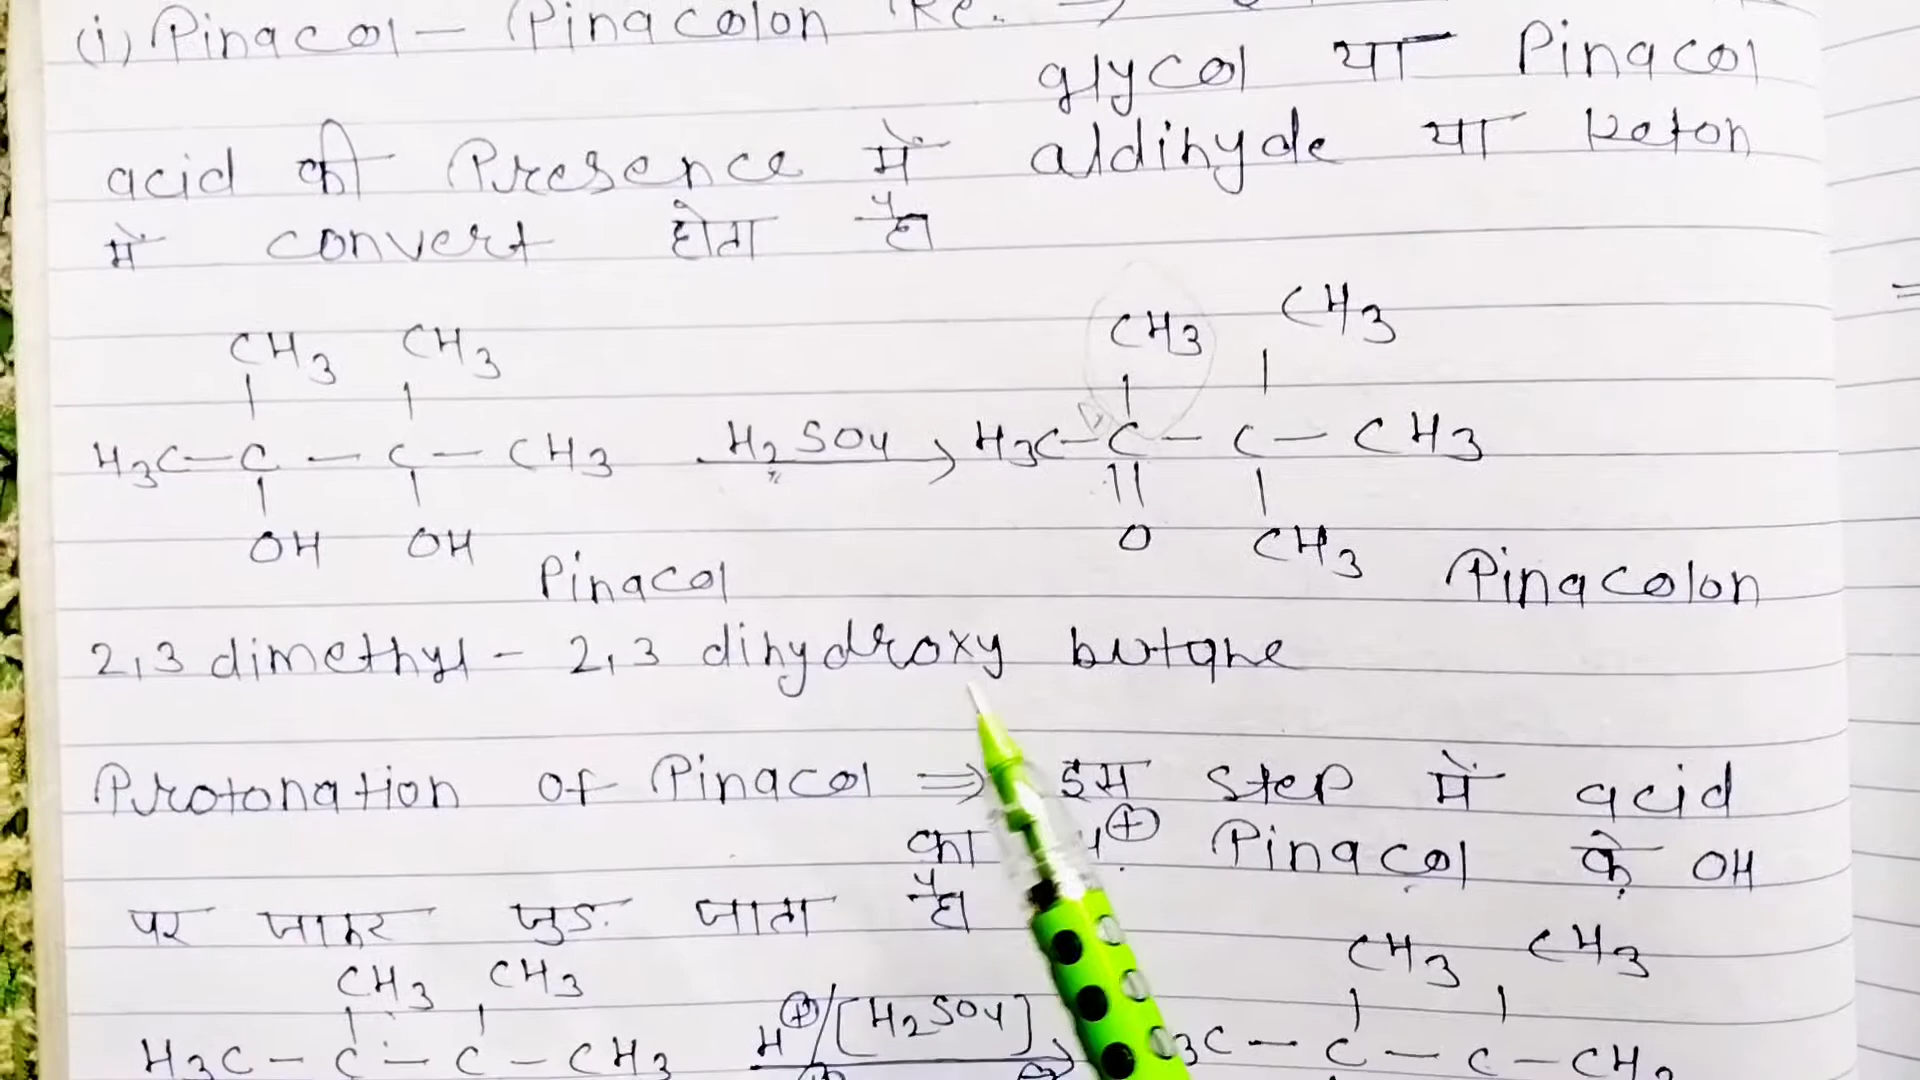 (i) Pinacol — Pinacolon Re. ⇒
glycol या Pinacol
acid की Presence में aldihyde या keton
में convert होता है
CH3 CH3 CH3 CH3
H3C — C — C — CH3 H2SO4 → H3C — C — C — CH3
OH OH O CH3
Pinacol Pinacolon
2,3 dimethyl - 2,3 dihydroxy butane
Protonation of Pinacol ⇒ इस step में acid
का Pinacol के OH
पर जाकर जुड़ जाता है
CH3 CH3 CH3 CH3
H3C — C — C — CH3 H⊕/[H2SO4] → 3C — C — C — CH3